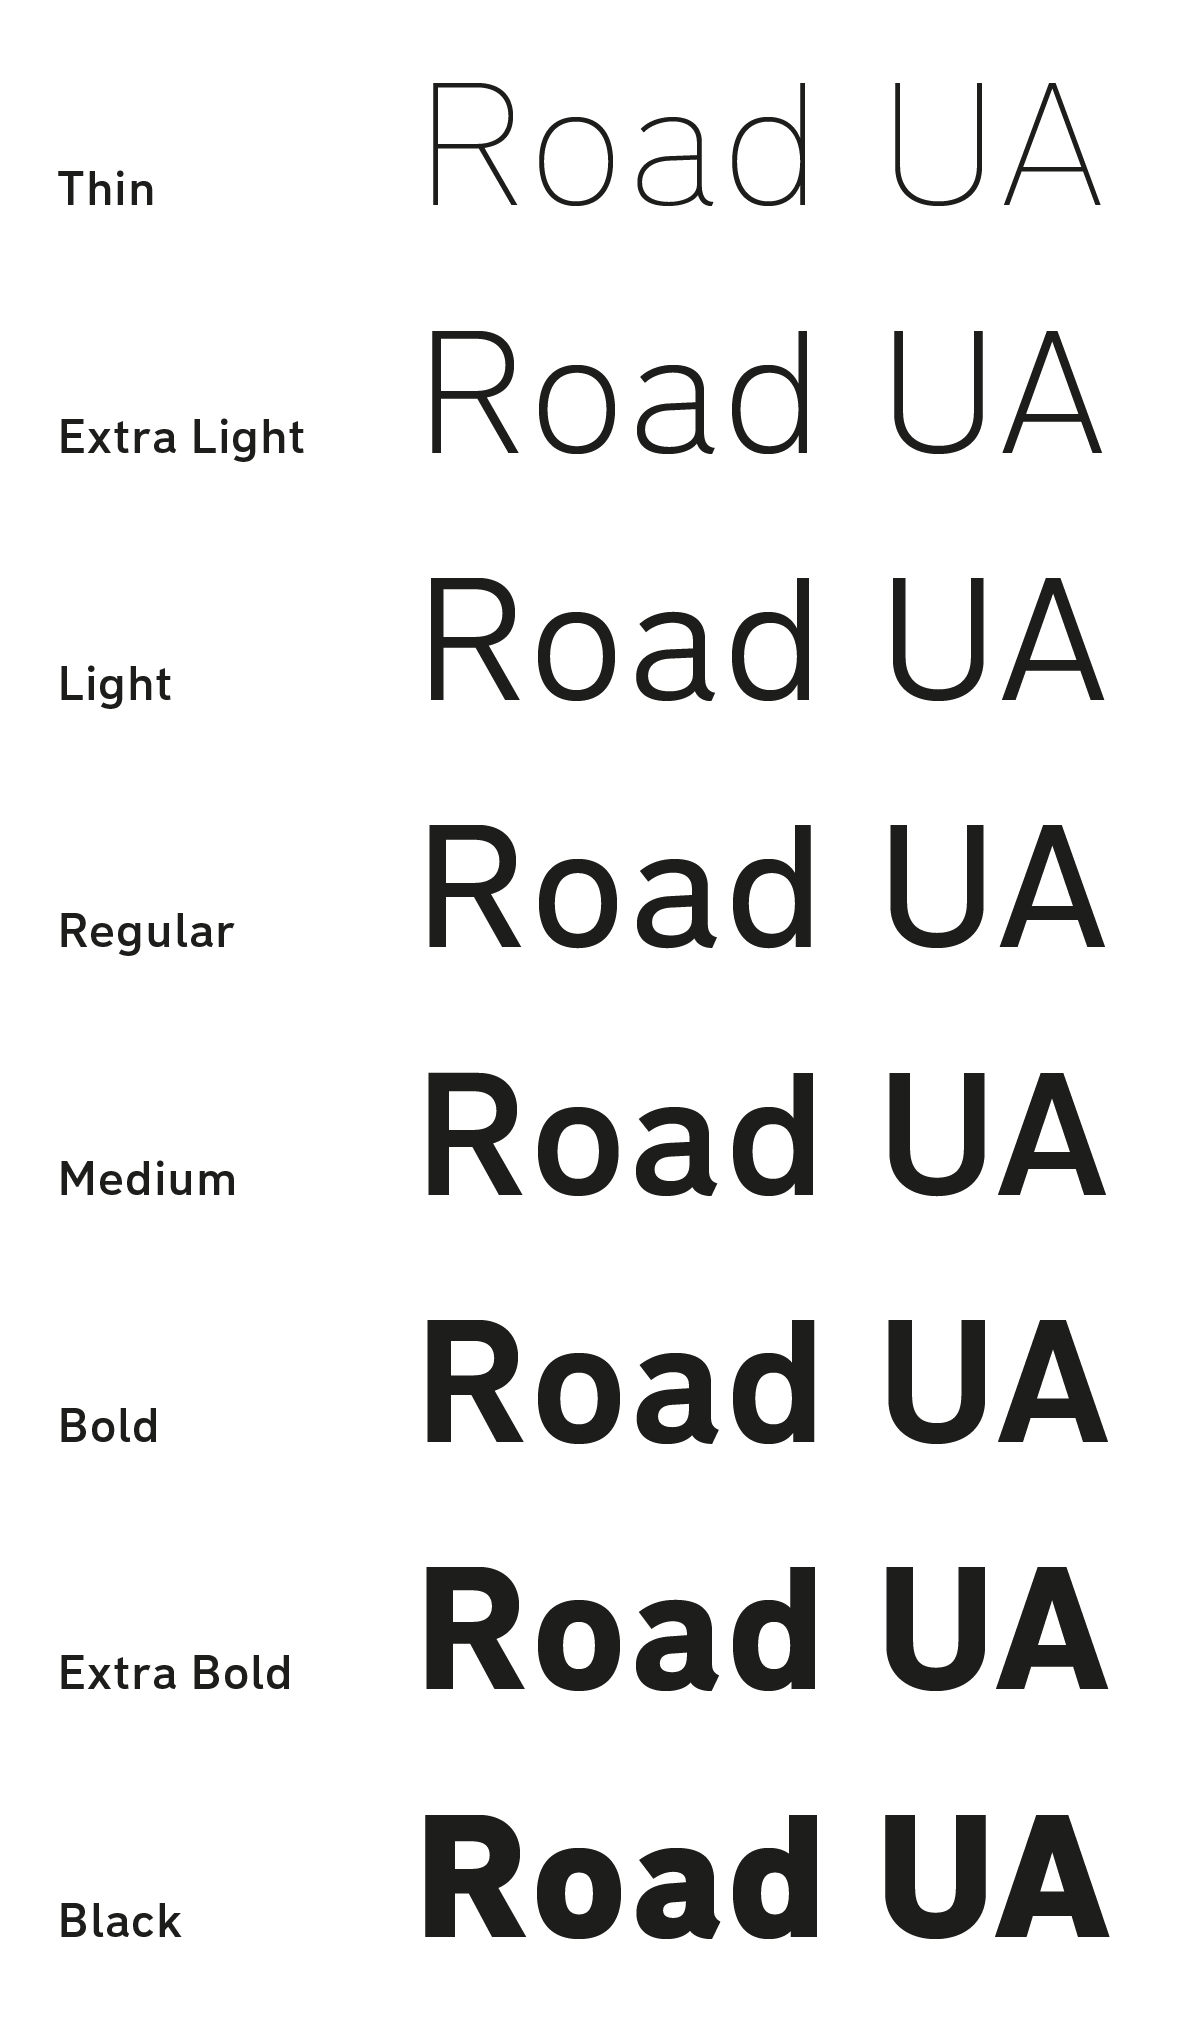 Thin Road UA
Extra Light Road UA
Light Road UA
Regular Road UA
Medium Road UA
Bold Road UA
Extra Bold Road UA
Black Road UA